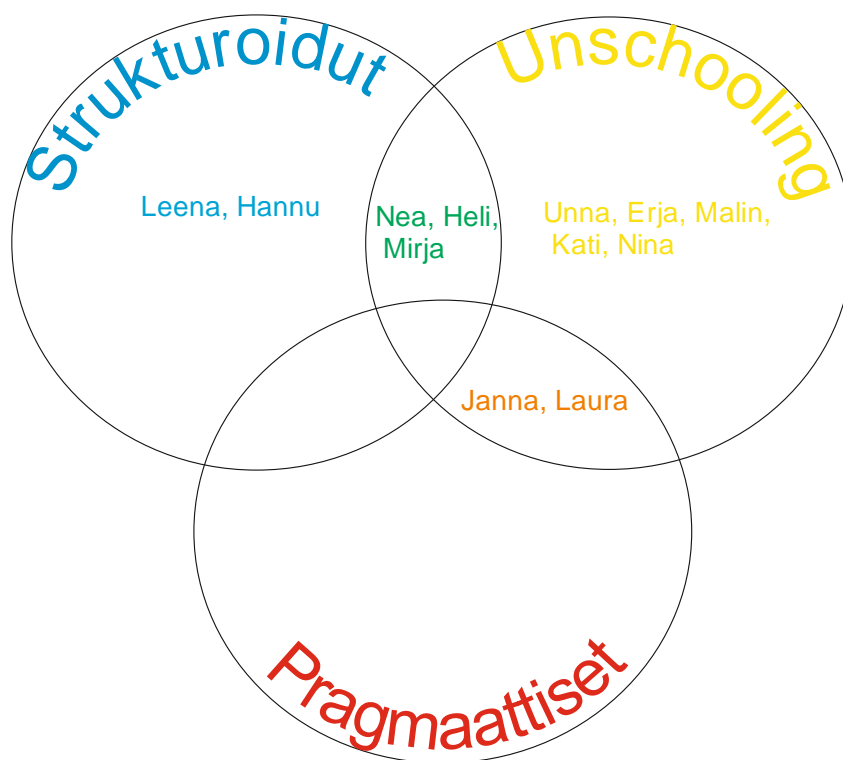 Strukturoidut
Unschooling
Leena, Hannu
Nea, Heli,
Mirja
Unna, Erja, Malin,
Kati, Nina
Janna, Laura
Pragmaattiset